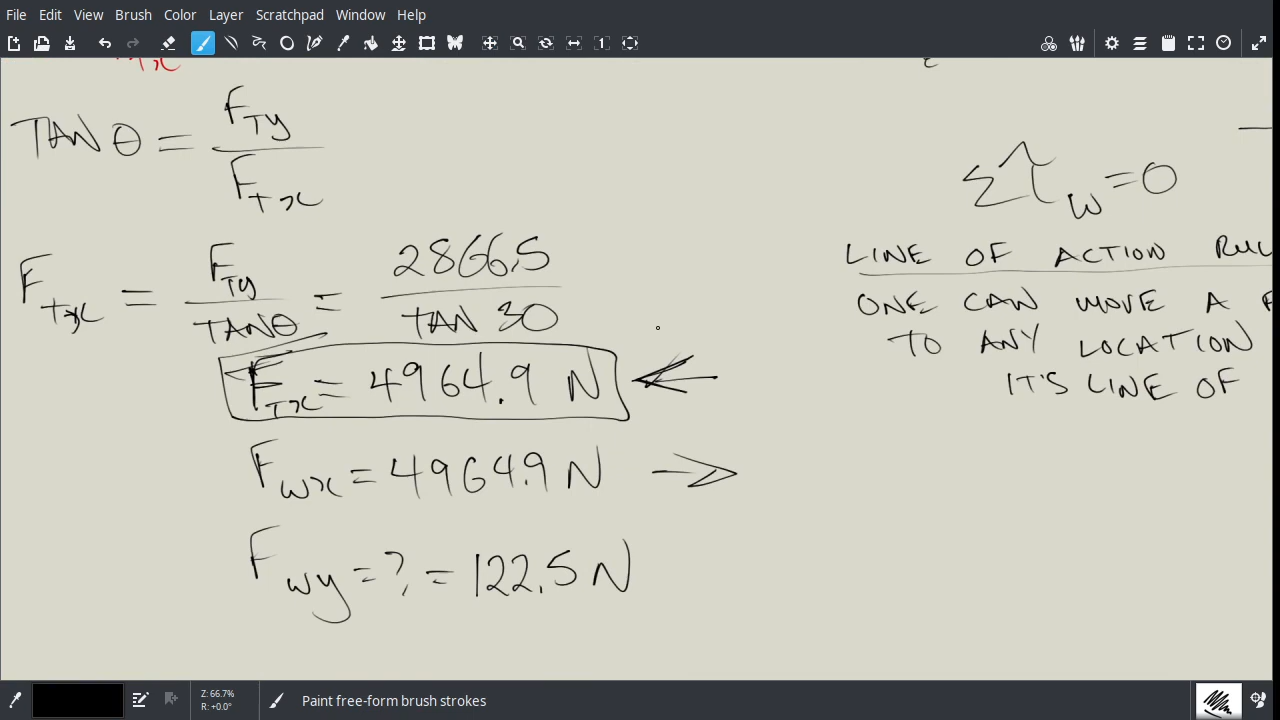 File Edit View Brush Color Layer Scratchpad Window Help
TAN θ = F_Ty / F_Tx
Στ_W = 0
F_Tx = F_Ty / TANθ = 2866.5 / TAN 30
F_Tx = 4964.9 N
F_Wx = 4964.9 N →
F_Wy = ? = 122.5 N
LINE OF ACTION
ONE CAN MOVE A
TO ANY LOCATION
IT'S LINE OF
Z: 66.7%
R: +0.0°
Paint free-form brush strokes